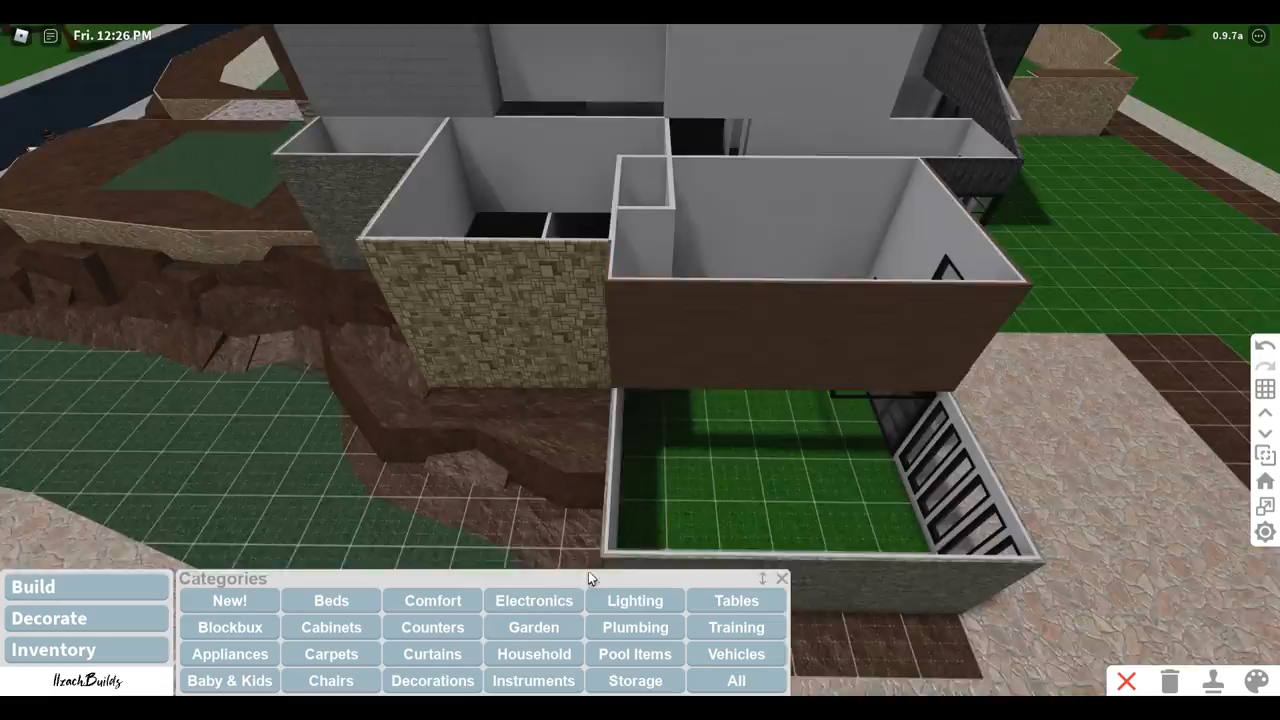 Fri. 12:26 PM
0.9.7a
Build
Decorate
Inventory
IIzachBuilds
Categories
New! Beds Comfort Electronics Lighting Tables
Blockbux Cabinets Counters Garden Plumbing Training
Appliances Carpets Curtains Household Pool Items Vehicles
Baby & Kids Chairs Decorations Instruments Storage All